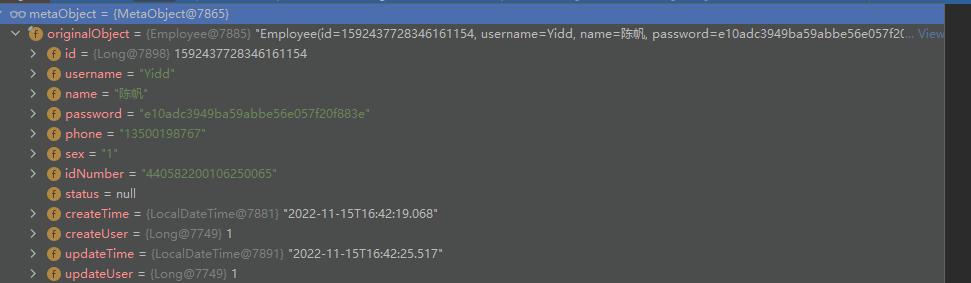 metaObject = {MetaObject@7865}
originalObject = {Employee@7885} "Employee(id=1592437728346161154, username=Yidd, name=陈帆, password=e10adc3949ba59abbe56e057f20... View
id = {Long@7898} 1592437728346161154
username = "Yidd"
name = "陈帆"
password = "e10adc3949ba59abbe56e057f20f883e"
phone = "13500198767"
sex = "1"
idNumber = "440582200106250065"
status = null
createTime = {LocalDateTime@7881} "2022-11-15T16:42:19.068"
createUser = {Long@7749} 1
updateTime = {LocalDateTime@7891} "2022-11-15T16:42:25.517"
updateUser = {Long@7749} 1